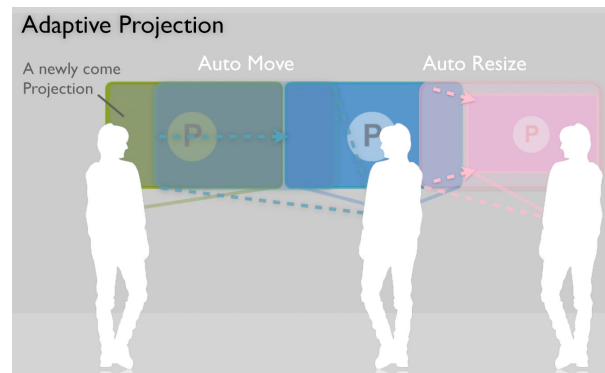 Adaptive Projection
A newly come
Projection
Auto Move
Auto Resize
P
P
P